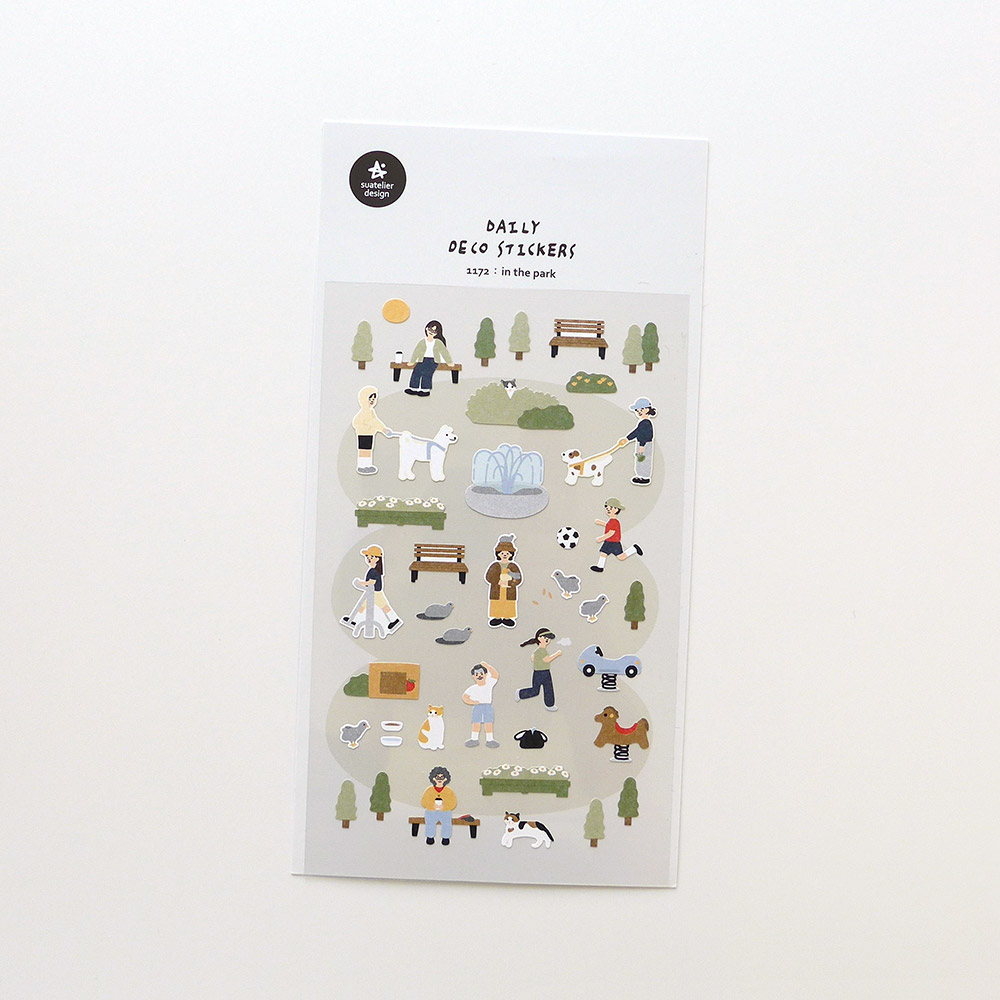 suatelier
design
DAILY
DECO STICKERS
1172 : in the park